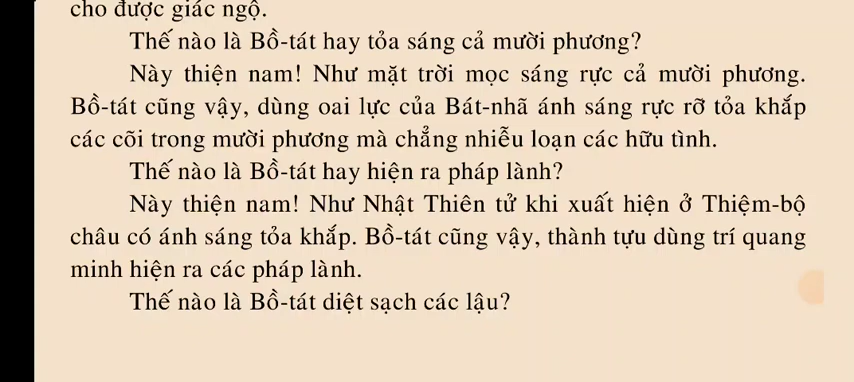 cho được giác ngộ.
Thế nào là Bồ-tát hay tỏa sáng cả mười phương?
Này thiện nam! Như mặt trời mọc sáng rực cả mười phương.
Bồ-tát cũng vậy, dùng oai lực của Bát-nhã ánh sáng rực rỡ tỏa khắp
các cõi trong mười phương mà chẳng nhiễu loạn các hữu tình.
Thế nào là Bồ-tát hay hiện ra pháp lành?
Này thiện nam! Như Nhật Thiên tử khi xuất hiện ở Thiệm-bộ
châu có ánh sáng tỏa khắp. Bồ-tát cũng vậy, thành tựu dùng trí quang
minh hiện ra các pháp lành.
Thế nào là Bồ-tát diệt sạch các lậu?